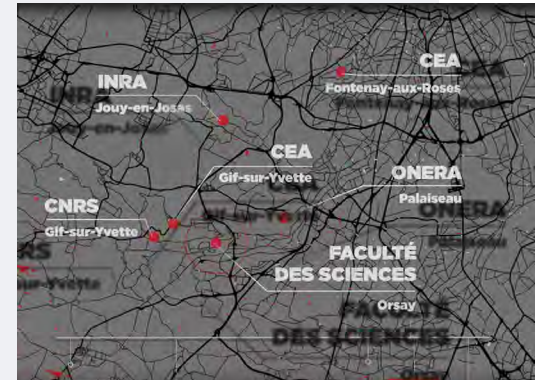 CEA
Fontenay-aux-Roses
INRA
Jouy-en-Josas
CEA
Gif-sur-Yvette
ONERA
Palaiseau
CNRS
Gif-sur-Yvette
FACULTÉ
DES SCIENCES
Orsay